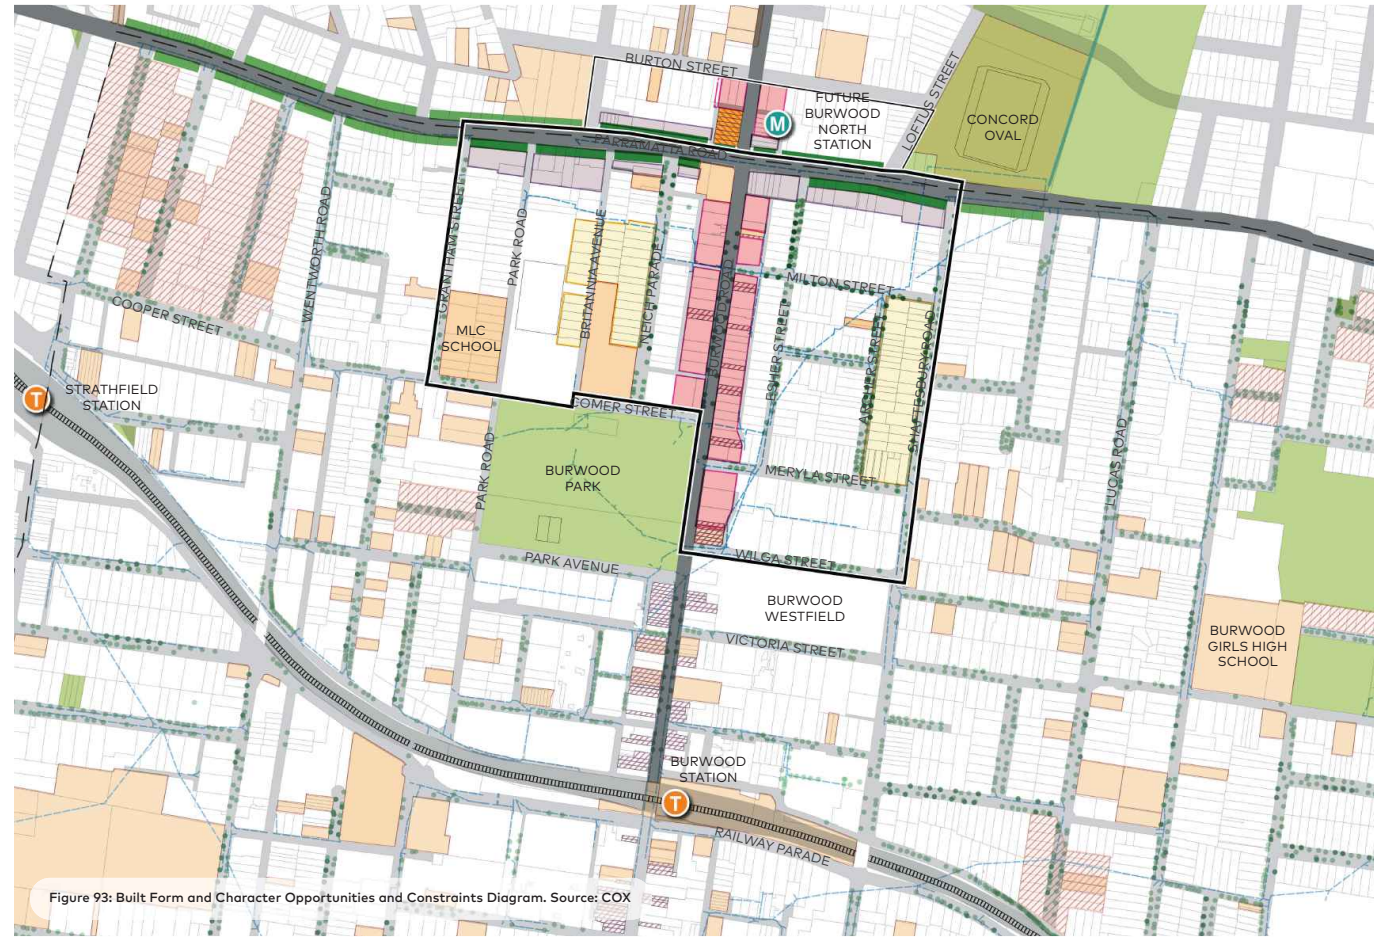 BURTON STREET
FUTURE
BURWOOD
NORTH
STATION
M
LOFTUS STREET
CONCORD
OVAL
PARRAMATTA ROAD
GRANTHAM STREET
PARK ROAD
BRITANNIA AVENUE
NEICH PARADE
BURWOOD ROAD
WENTWORTH ROAD
MILTON STREET
ESHER STREET
ARCHER STREET
SHAFTESBURY ROAD
COOPER STREET
MLC
SCHOOL
T
STRATHFIELD
STATION
COMER STREET
PARK ROAD
BURWOOD
PARK
MERYLA STREET
LUCAS ROAD
PARK AVENUE
WILGA STREET
BURWOOD
WESTFIELD
VICTORIA STREET
BURWOOD
GIRLS HIGH
SCHOOL
BURWOOD
STATION
T
RAILWAY PARADE
Figure 93: Built Form and Character Opportunities and Constraints Diagram. Source: COX